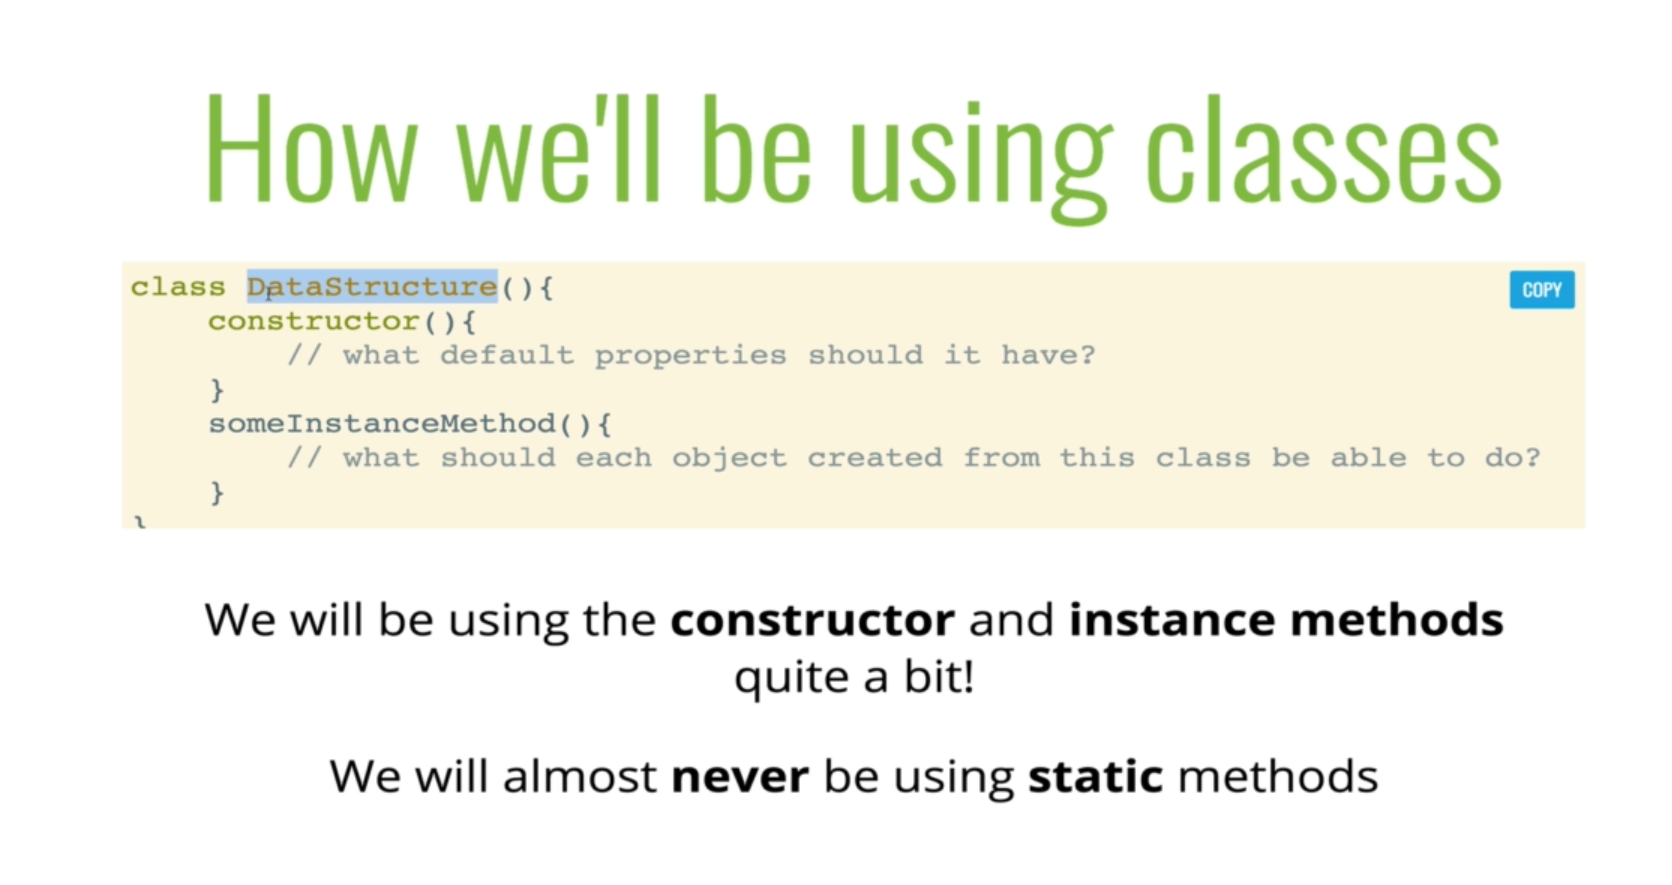 How we'll be using classes
class DataStructure(){
COPY
constructor(){
// what default properties should it have?
}
someInstanceMethod(){
// what should each object created from this class be able to do?
}
}
We will be using the constructor and instance methods
quite a bit!
We will almost never be using static methods